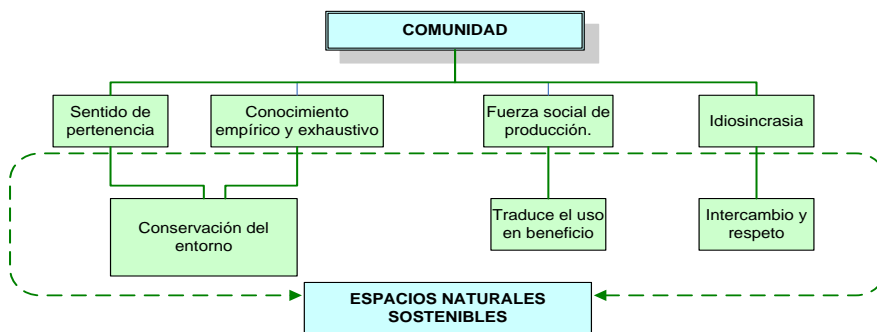 COMUNIDAD
Sentido de
pertenencia
Conocimiento
empírico y exhaustivo
Fuerza social de
producción.
Idiosincrasia
Conservación del
entorno
Traduce el uso
en beneficio
Intercambio y
respeto
ESPACIOS NATURALES
SOSTENIBLES